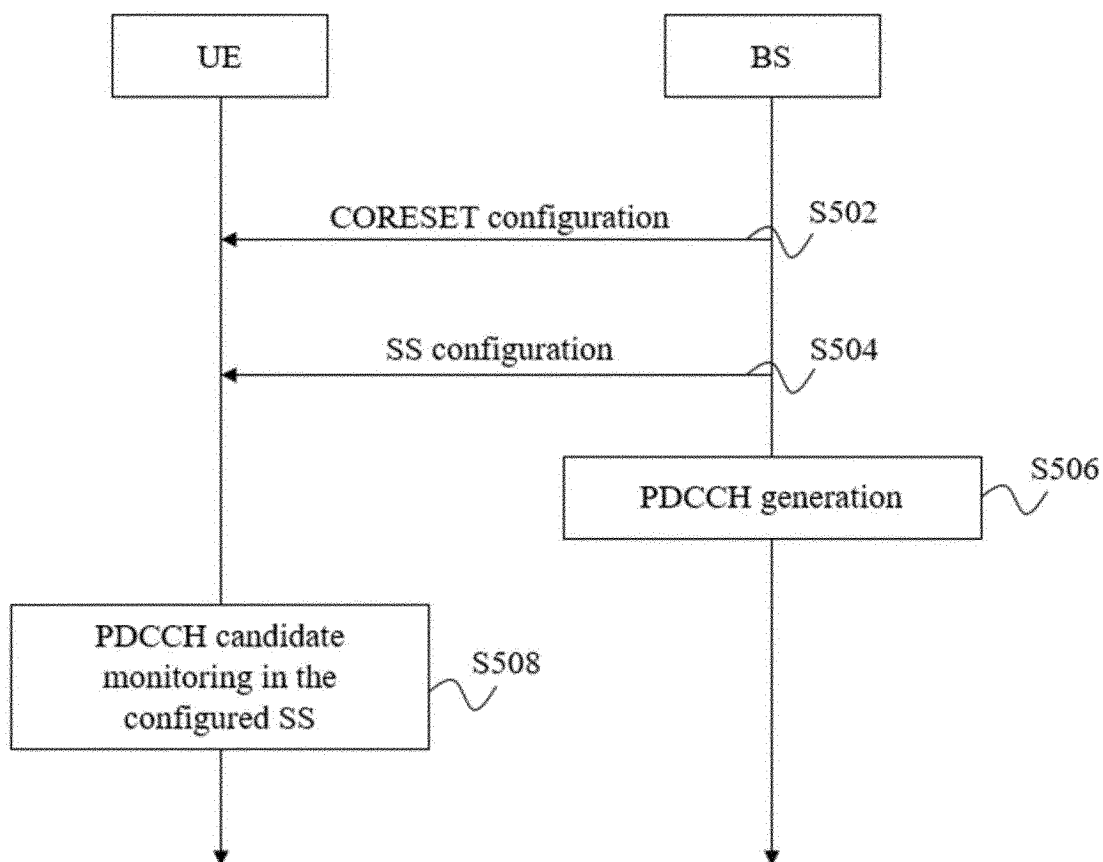 UE
BS
CORESET configuration
S502
SS configuration
S504
PDCCH generation
S506
PDCCH candidate
monitoring in the
configured SS
S508